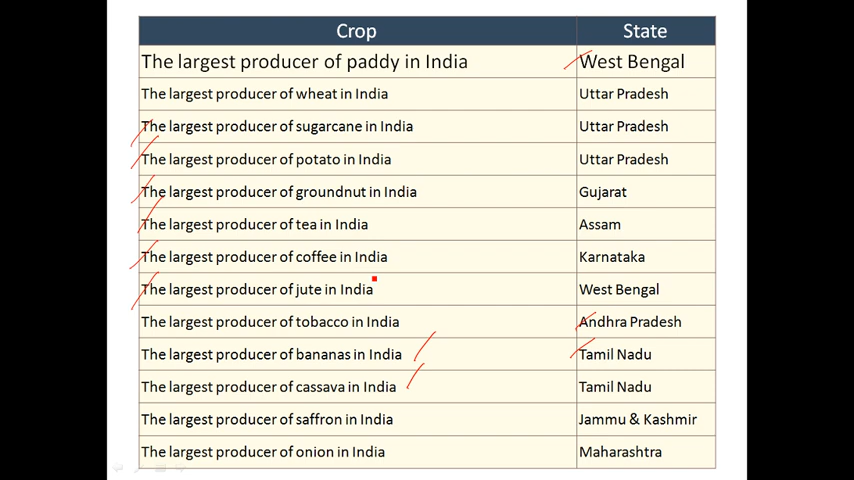 Crop State
The largest producer of paddy in India West Bengal
The largest producer of wheat in India Uttar Pradesh
The largest producer of sugarcane in India Uttar Pradesh
The largest producer of potato in India Uttar Pradesh
The largest producer of groundnut in India Gujarat
The largest producer of tea in India Assam
The largest producer of coffee in India Karnataka
The largest producer of jute in India West Bengal
The largest producer of tobacco in India Andhra Pradesh
The largest producer of bananas in India Tamil Nadu
The largest producer of cassava in India Tamil Nadu
The largest producer of saffron in India Jammu & Kashmir
The largest producer of onion in India Maharashtra